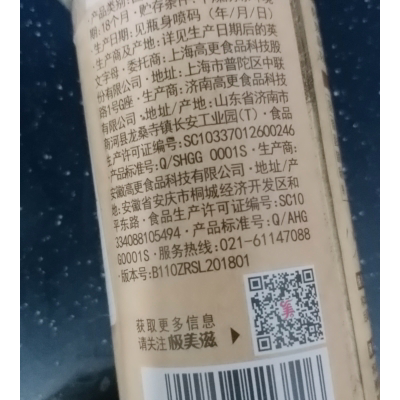 ·产品类别:
期:18个月·贮存条件:
·生产日期:见瓶身喷码(年/月/日)
·生产商及产地:详见生产日期后的英
文字母·委托商:上海高更食品科技股
份有限公司·地址:上海市普陀区中联
路1号G座·生产商:济南高更食品科技
有限公司·地址/产地:山东省济南市
商河县龙桑寺镇长安工业园(T)·食品
生产许可证编号:SC10337012600246
·产品标准号:Q/SHGG 0001S·生产商:
安徽高更食品科技有限公司·地址/产
地:安徽省安庆市桐城经济开发区和
平东路·食品生产许可证编号:SC10
334088105494·产品标准号:Q/AHG
G0001S·服务热线:021-61147088
·版本号:B110ZRSL201801
获取更多信息
请关注 极美滋